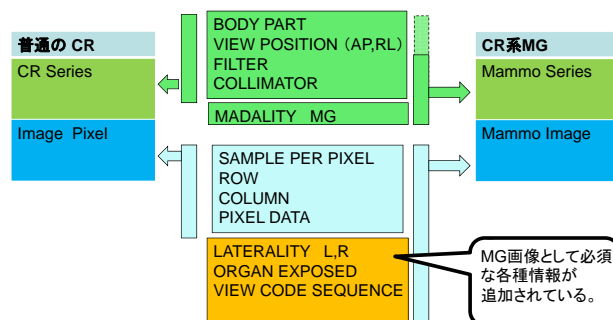 普通の CR
CR Series
Image Pixel
BODY PART
VIEW POSITION (AP,RL)
FILTER
COLLIMATOR
MADALITY MG
SAMPLE PER PIXEL
ROW
COLUMN
PIXEL DATA
LATERALITY L,R
ORGAN EXPOSED
VIEW CODE SEQUENCE
CR系MG
Mammo Series
Mammo Image
MG画像として必須
な各種情報が
追加されている。